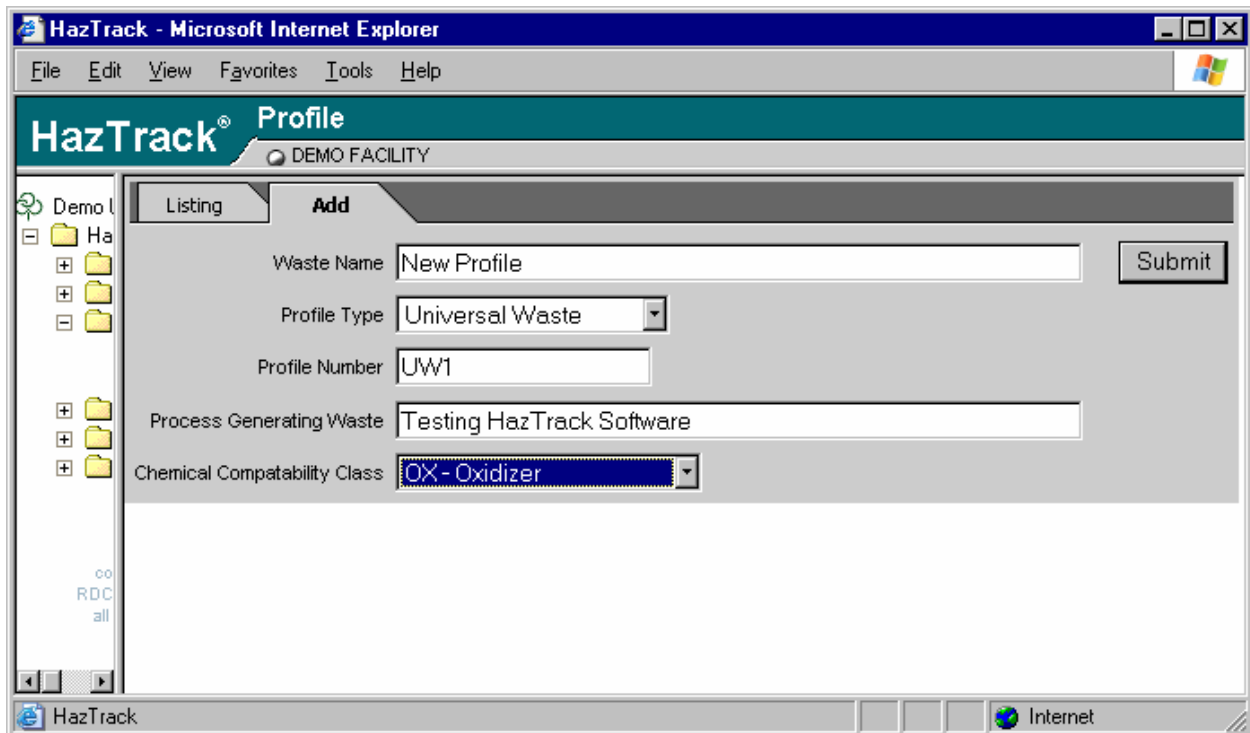 HazTrack - Microsoft Internet Explorer
File Edit View Favorites Tools Help
HazTrack® Profile
DEMO FACILITY
Demo
Ha
Listing Add
Waste Name New Profile Submit
Profile Type Universal Waste
Profile Number UW1
Process Generating Waste Testing HazTrack Software
Chemical Compatability Class OX - Oxidizer
co
RDC
all
HazTrack Internet